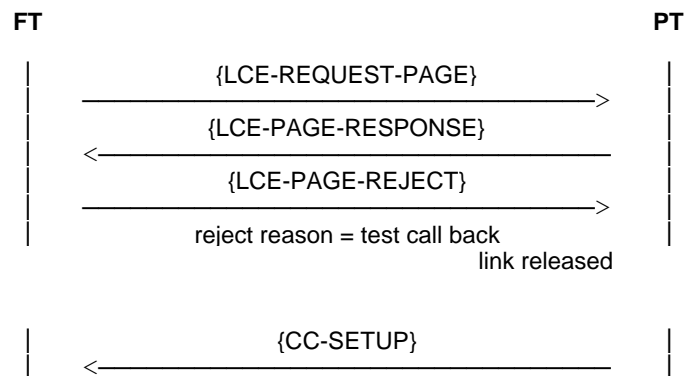 FT PT
{LCE-REQUEST-PAGE}
{LCE-PAGE-RESPONSE}
{LCE-PAGE-REJECT}
reject reason = test call back
link released
{CC-SETUP}